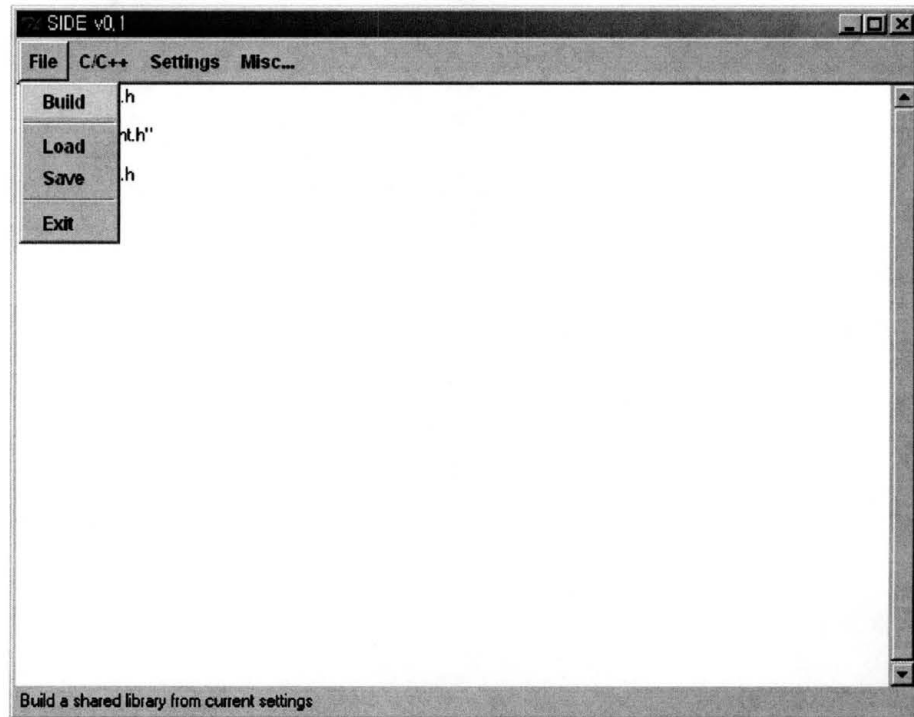 SIDE v0.1
File C/C++ Settings Misc...
Build
.h
Load
nt.h"
Save
.h
Exit
Build a shared library from current settings